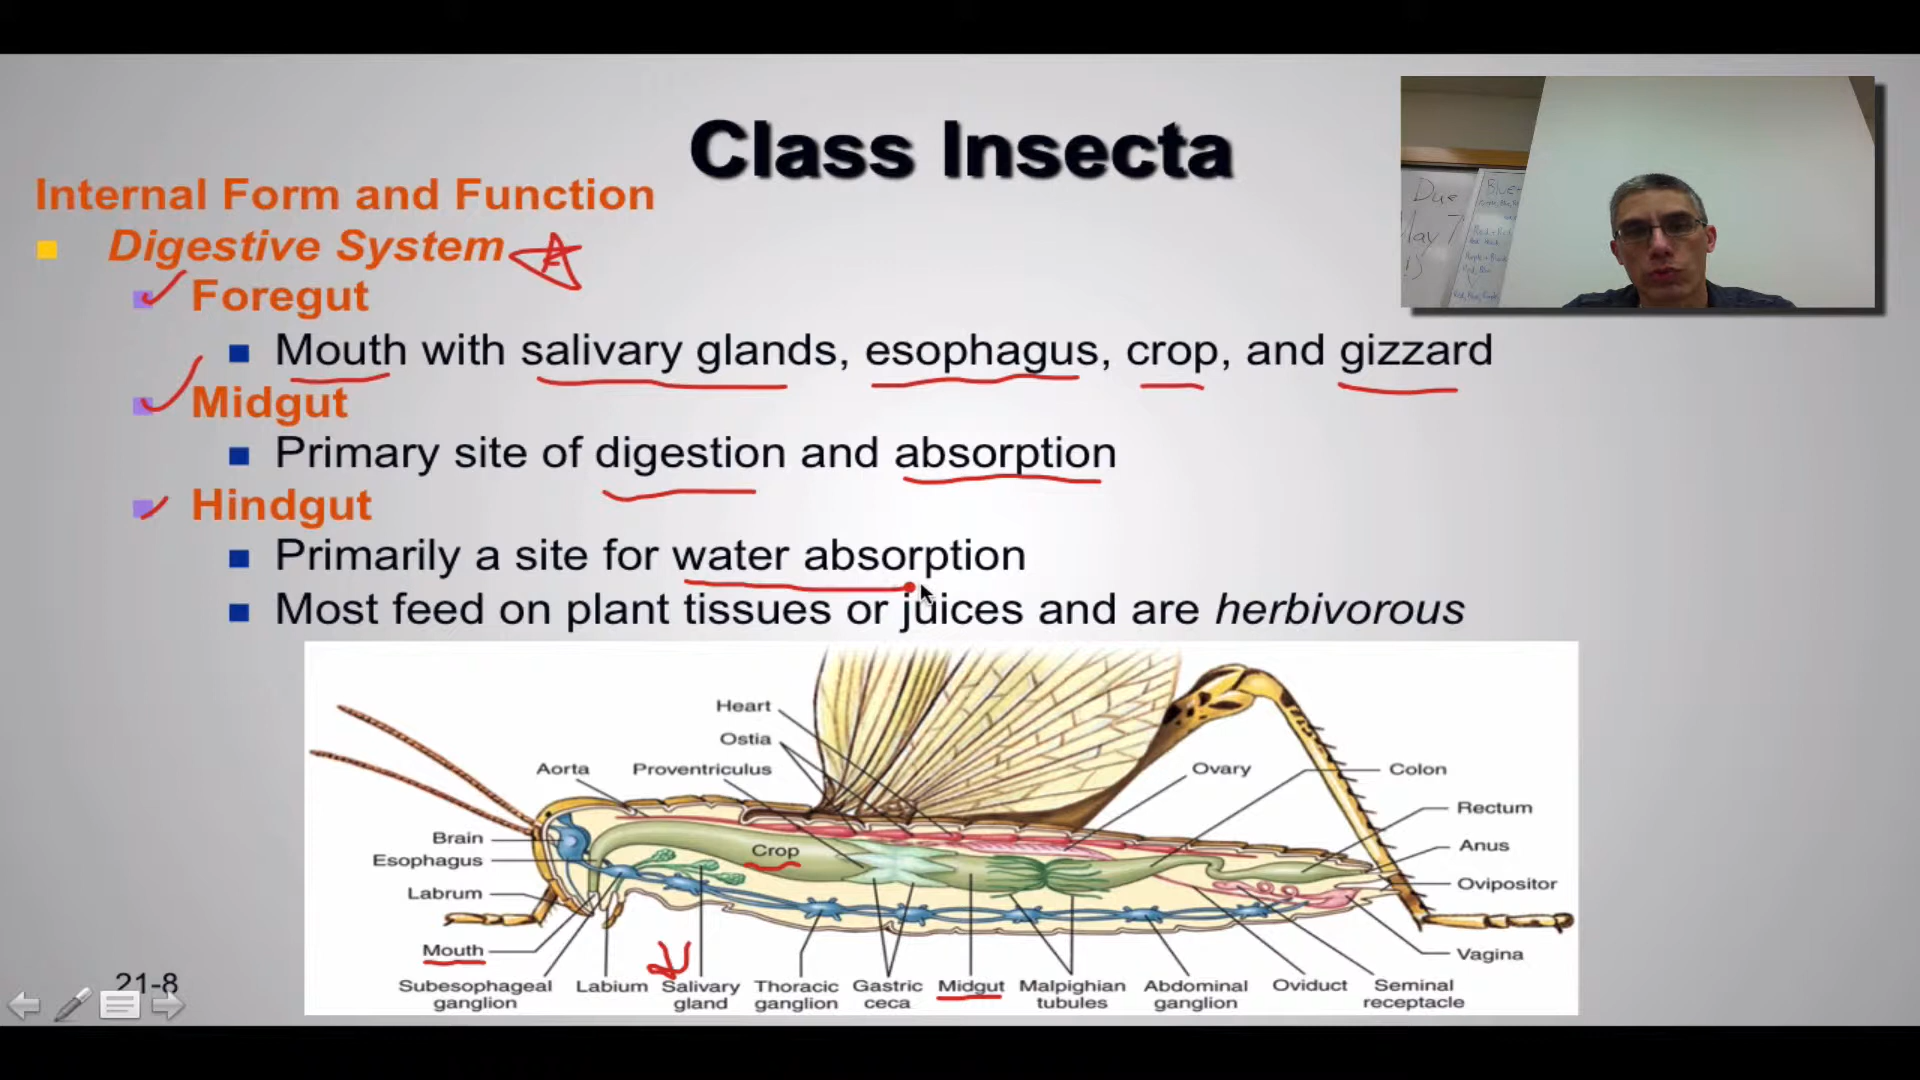 Class Insecta
Internal Form and Function
Digestive System
Foregut
Mouth with salivary glands, esophagus, crop, and gizzard
Midgut
Primary site of digestion and absorption
Hindgut
Primarily a site for water absorption
Most feed on plant tissues or juices and are herbivorous
Due
May 7
Heart
Ostia
Aorta
Proventriculus
Ovary
Colon
Rectum
Brain
Crop
Anus
Esophagus
Ovipositor
Labrum
Mouth
Vagina
Subesophageal
ganglion
Labium
Salivary
gland
Thoracic
ganglion
Gastric
ceca
Midgut
Malpighian
tubules
Abdominal
ganglion
Oviduct
Seminal
receptacle
21-8